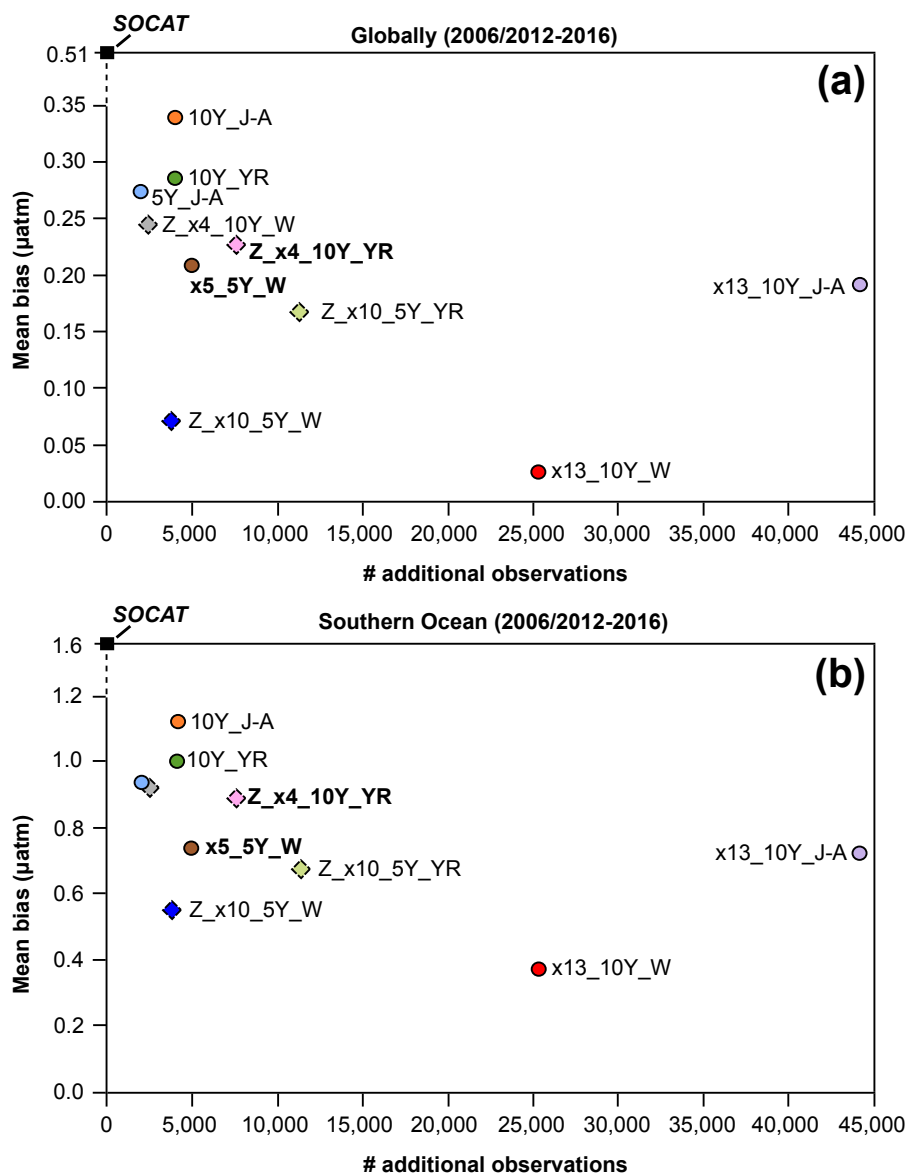 SOCAT
Globally (2006/2012-2016)
(a)
0.51
0.35
0.30
0.25
0.20
0.15
0.10
0.05
0.00
Mean bias (µatm)
10Y_J-A
10Y_YR
5Y_J-A
Z_x4_10Y_W
Z_x4_10Y_YR
x5_5Y_W
x13_10Y_J-A
Z_x10_5Y_YR
Z_x10_5Y_W
x13_10Y_W
0 5,000 10,000 15,000 20,000 25,000 30,000 35,000 40,000 45,000
# additional observations
SOCAT
Southern Ocean (2006/2012-2016)
(b)
1.6
1.2
1.0
0.8
0.6
0.4
0.2
0.0
Mean bias (µatm)
10Y_J-A
10Y_YR
Z_x4_10Y_YR
x5_5Y_W
x13_10Y_J-A
Z_x10_5Y_YR
Z_x10_5Y_W
x13_10Y_W
0 5,000 10,000 15,000 20,000 25,000 30,000 35,000 40,000 45,000
# additional observations